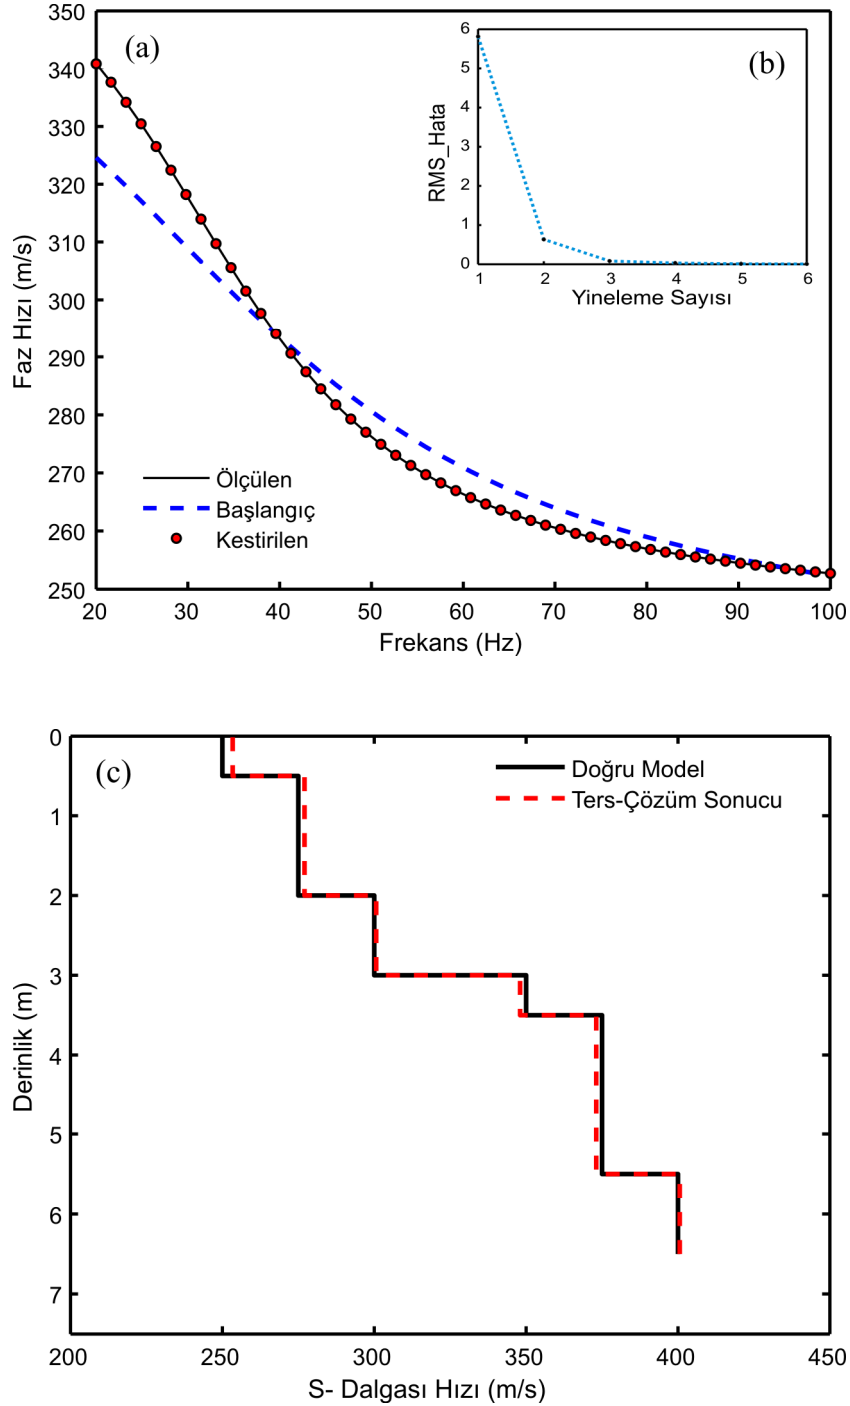 (a)
350
340
330
320
310
300
290
280
270
260
250
Faz Hızı (m/s)
20 30 40 50 60 70 80 90 100
Frekans (Hz)
Ölçülen
Başlangıç
Kestirilen
(b)
6
5
4
3
2
1
0
RMS_Hata
1 2 3 4 5 6
Yineleme Sayısı
(c)
0
1
2
3
4
5
6
7
Derinlik (m)
Doğru Model
Ters-Çözüm Sonucu
200 250 300 350 400 450
S- Dalgası Hızı (m/s)